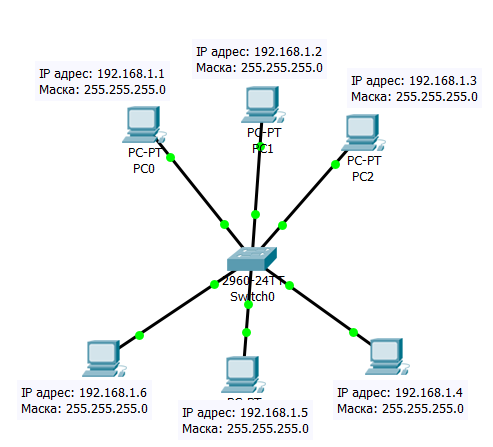 IP адрес: 192.168.1.1
Маска: 255.255.255.0
IP адрес: 192.168.1.2
Маска: 255.255.255.0
IP адрес: 192.168.1.3
Маска: 255.255.255.0
PC-PT
PC0
PC-PT
PC1
PC-PT
PC2
2960-24TT
Switch0
IP адрес: 192.168.1.6
Маска: 255.255.255.0
PC-PT
IP адрес: 192.168.1.5
Маска: 255.255.255.0
IP адрес: 192.168.1.4
Маска: 255.255.255.0